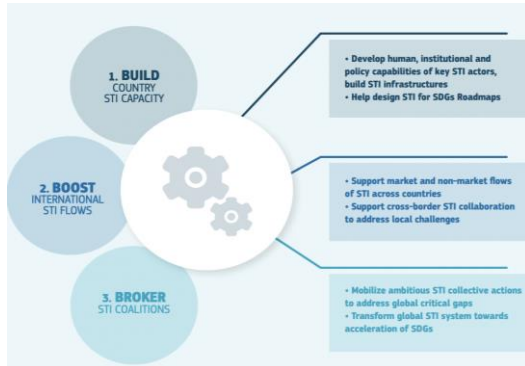 1. BUILD
COUNTRY
STI CAPACITY
• Develop human, institutional and
policy capabilities of key STI actors,
build STI infrastructures
• Help design STI for SDGs Roadmaps
2. BOOST
INTERNATIONAL
STI FLOWS
• Support market and non-market flows
of STI across countries
• Support cross-border STI collaboration
to address local challenges
3. BROKER
STI COALITIONS
• Mobilize ambitious STI collective actions
to address global critical gaps
• Transform global STI system towards
acceleration of SDGs